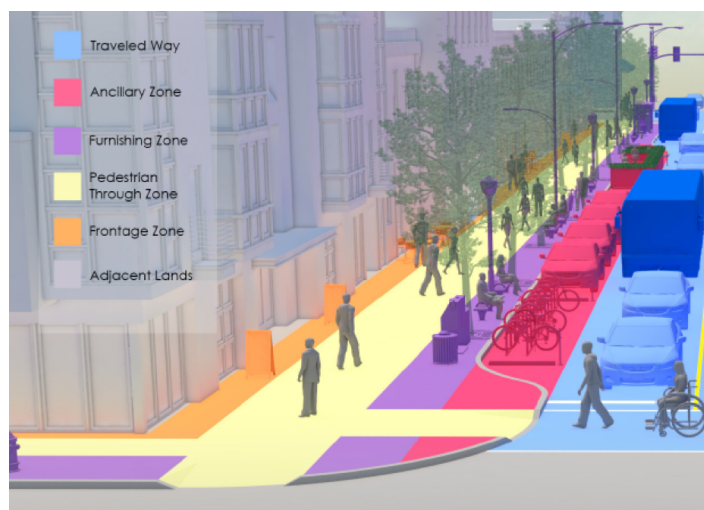 Traveled Way
Ancillary Zone
Furnishing Zone
Pedestrian
Through Zone
Frontage Zone
Adjacent Lands